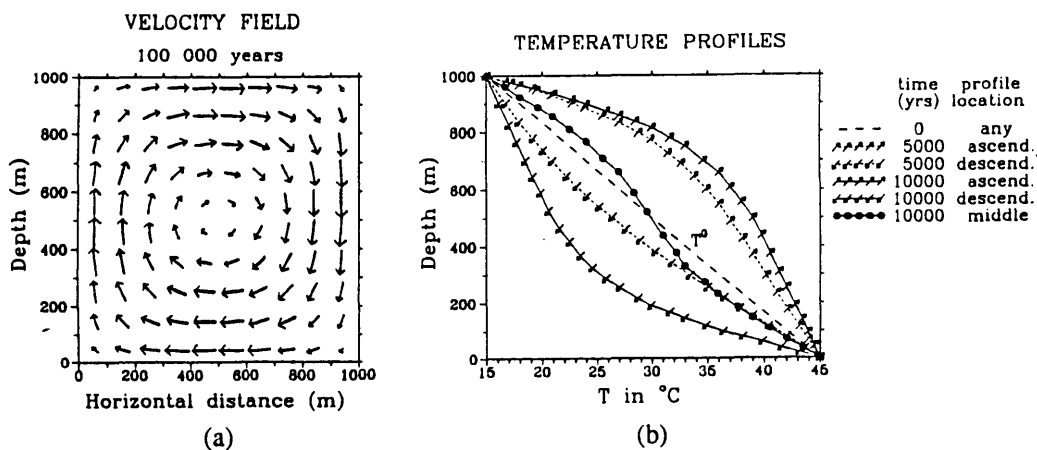 VELOCITY FIELD
100 000 years
1000
800
600
400
200
0
Depth (m)
0 200 400 600 800 1000
Horizontal distance (m)
(a)
TEMPERATURE PROFILES
1000
800
600
400
200
0
Depth (m)
T⁰
15 20 25 30 35 40 45
T in °C
(b)
time profile
(yrs) location
0 any
5000 ascend.
5000 descend.
10000 ascend.
10000 descend.
10000 middle